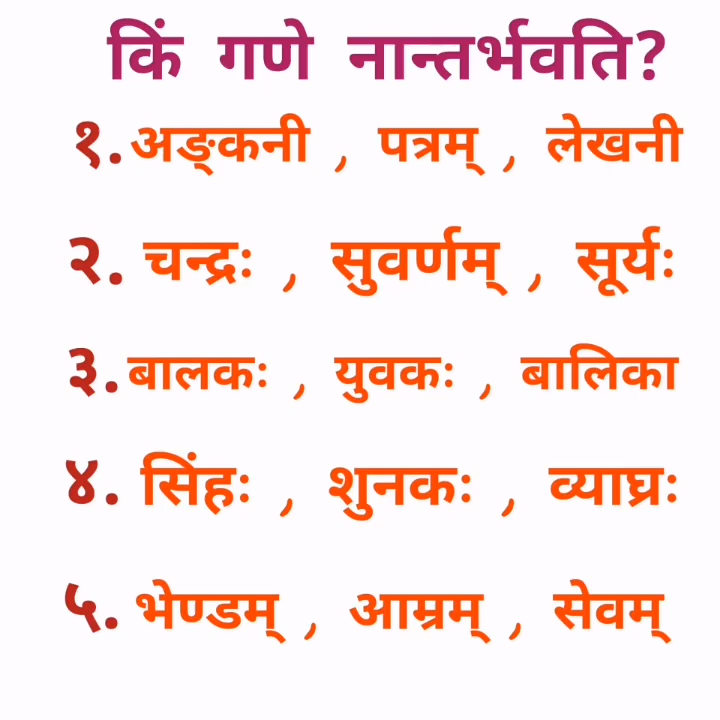 किं गणे नान्तर्भवति?
१. अङ्कनी , पत्रम् , लेखनी
२. चन्द्रः , सुवर्णम् , सूर्यः
३. बालकः , युवकः , बालिका
४. सिंहः , शुनकः , व्याघ्रः
५. भेण्डम् , आम्रम् , सेवम्